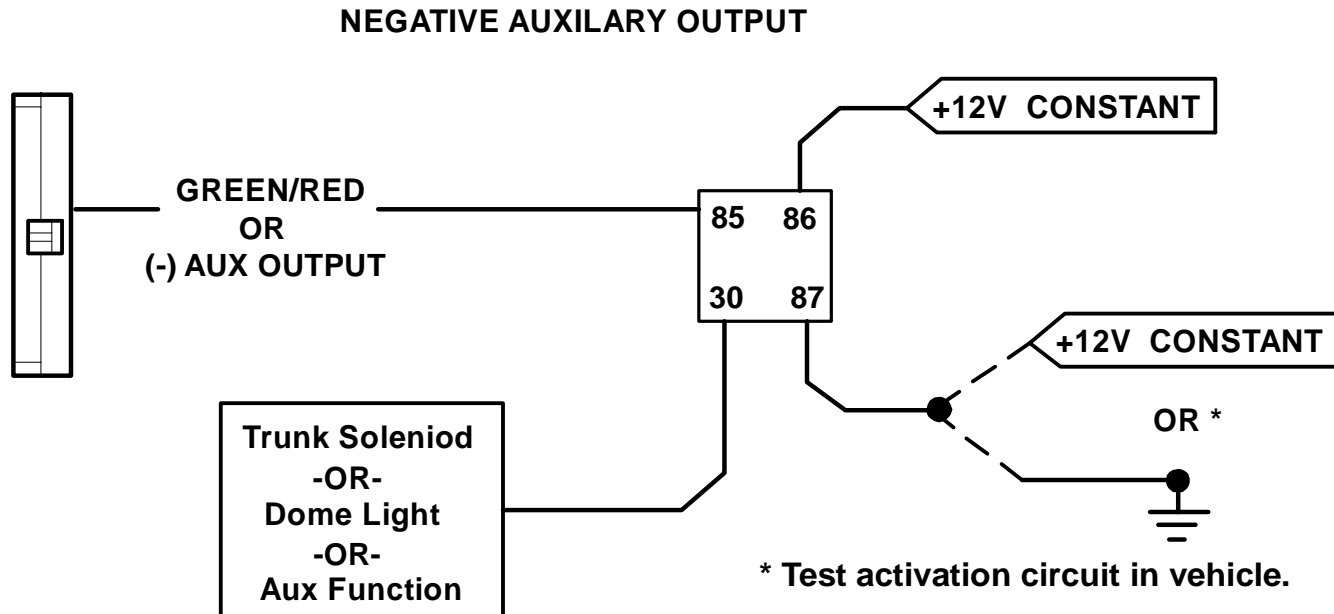 NEGATIVE AUXILARY OUTPUT
+12V CONSTANT
GREEN/RED
OR
(-) AUX OUTPUT
85 86
30 87
+12V CONSTANT
OR *
Trunk Soleniod
-OR-
Dome Light
-OR-
Aux Function
* Test activation circuit in vehicle.